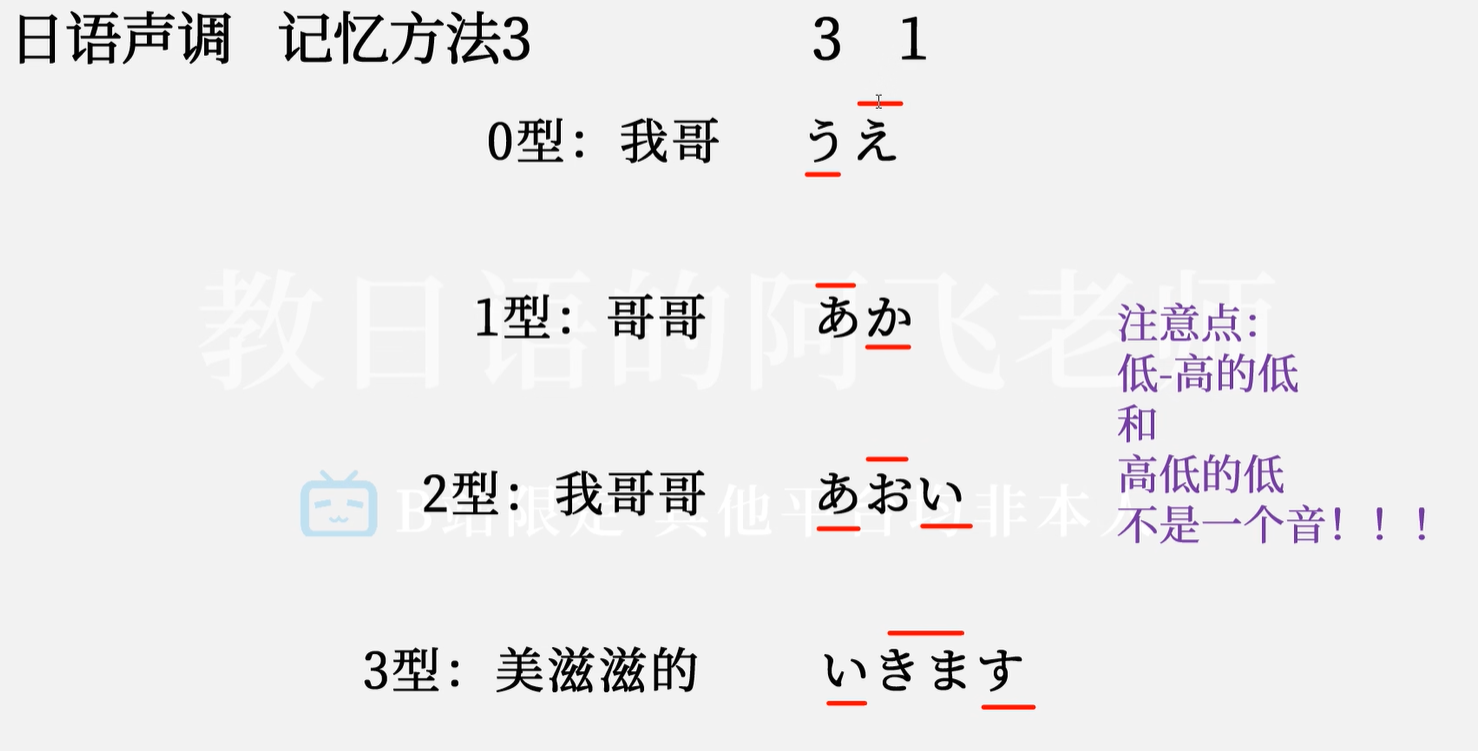 日语声调 记忆方法3 3 1
0型：我哥 うえ
教日语的阿飞老师
1型：哥哥 あか
注意点：
低-高的低
和
高低的低
不是一个音！！！
2型：我哥哥 あおい
B站限定 其他平台均非本人
3型：美滋滋的 いきます